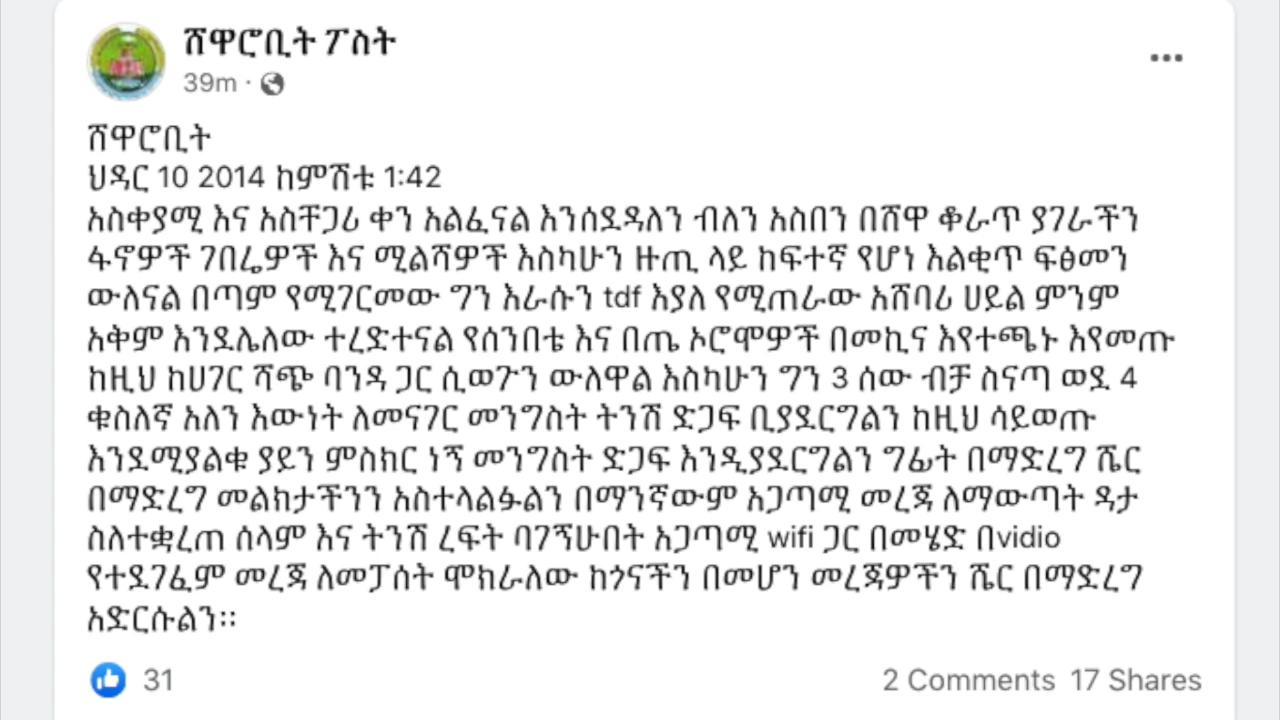 ሸዋሮቢት ፖስት
39m ·
ሸዋሮቢት
ህዳር 10 2014 ከምሽቱ 1:42
አስቀያሚ እና አስቸጋሪ ቀን አልፈናል እንሰደዳለን ብለን አስበን በሸዋ ቆራጥ ያገራችን
ፋኖዎች ገበሬዎች እና ሚልሻዎች እስካሁን ዙጢ ላይ ከፍተኛ የሆነ እልቂጥ ፍፅመን
ውለናል በጣም የሚገርመው ግን እራሱን tdf እያለ የሚጠራው አሸባሪ ሀይል ምንም
አቅም እንደሌለው ተረድተናል የሰንበቴ እና በጤ ኦሮሞዎች በመኪና እየተጫኑ እየመጡ
ከዚህ ከሀገር ሻጭ ባንዳ ጋር ሲወጉን ውለዋል እስካሁን ግን 3 ሰው ብቻ ስናጣ ወደ 4
ቁስለኛ አለን እውነት ለመናገር መንግስት ትንሽ ድጋፍ ቢያደርግልን ከዚህ ሳይወጡ
እንደሚያልቁ ያይን ምስክር ነኝ መንግስት ድጋፍ እንዲያደርግልን ግፊት በማድረግ ሼር
በማድረግ መልክታችንን አስተላልፉልን በማንኛውም አጋጣሚ መረጃ ለማውጣት ዳታ
ስለተቋረጠ ሰላም እና ትንሽ ረፍት ባገኝሁበት አጋጣሚ wifi ጋር በመሄድ በvidio
የተደገፈም መረጃ ለመፓሰት ሞክራለው ከጎናችን በመሆን መረጃዎችን ሼር በማድረግ
አድርሱልን፡፡
31
2 Comments 17 Shares